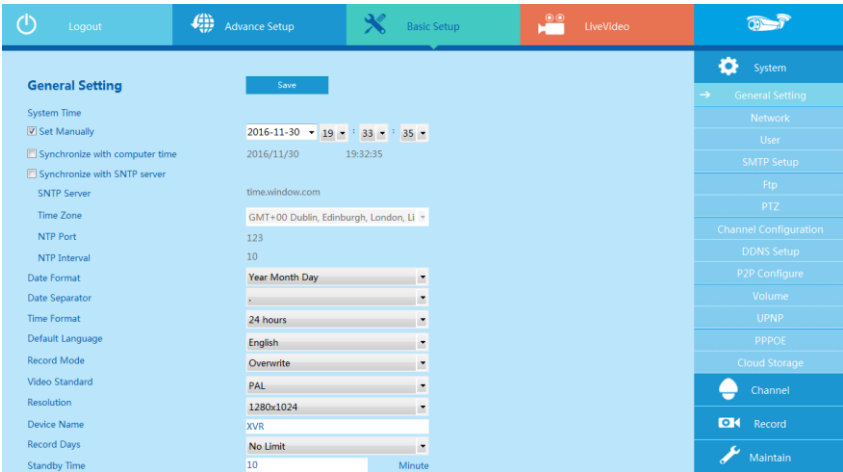 Logout
Advance Setup
Basic Setup
LiveVideo
General Setting
Save
System Time
Set Manually 2016-11-30 19 : 33 : 35
Synchronize with computer time 2016/11/30 19:32:35
Synchronize with SNTP server
SNTP Server time.window.com
Time Zone GMT+00 Dublin, Edinburgh, London, Li
NTP Port 123
NTP Interval 10
Date Format Year Month Day
Date Separator .
Time Format 24 hours
Default Language English
Record Mode Overwrite
Video Standard PAL
Resolution 1280x1024
Device Name XVR
Record Days No Limit
Standby Time 10 Minute
System
General Setting
Network
User
SMTP Setup
Ftp
PTZ
Channel Configuration
DDNS Setup
P2P Configure
Volume
UPNP
PPPOE
Cloud Storage
Channel
Record
Maintain